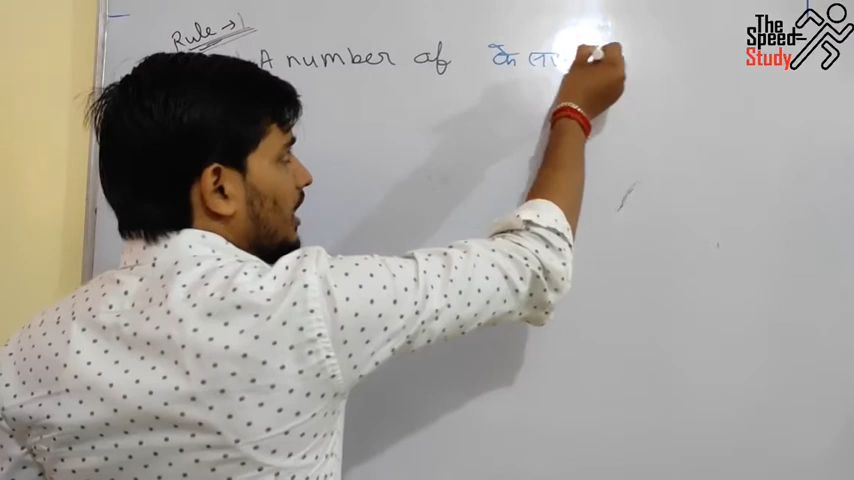 Rule → 1
A number of के
The
Speed
Study